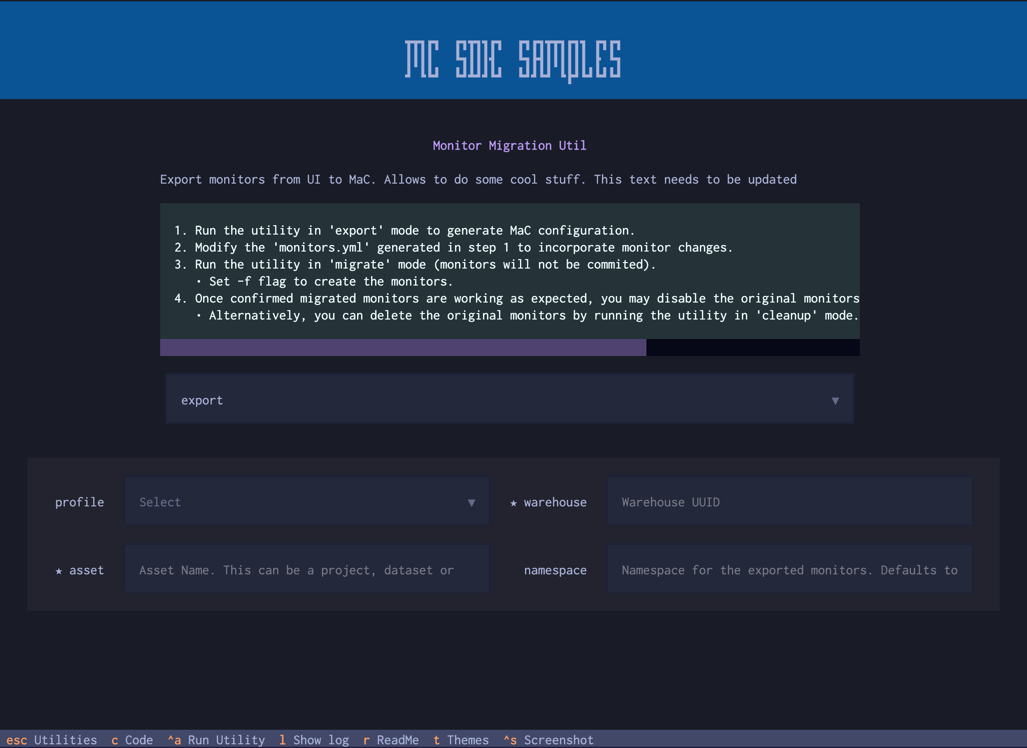 MC SDK SAMPLES
Monitor Migration Util
Export monitors from UI to MaC. Allows to do some cool stuff. This text needs to be updated
1. Run the utility in 'export' mode to generate MaC configuration.
2. Modify the 'monitors.yml' generated in step 1 to incorporate monitor changes.
3. Run the utility in 'migrate' mode (monitors will not be commited).
• Set -f flag to create the monitors.
4. Once confirmed migrated monitors are working as expected, you may disable the original monitors
• Alternatively, you can delete the original monitors by running the utility in 'cleanup' mode.
export ▼
profile Select ▼ ★ warehouse Warehouse UUID
★ asset Asset Name. This can be a project, dataset or namespace Namespace for the exported monitors. Defaults to
esc Utilities c Code ^a Run Utility l Show log r ReadMe t Themes ^s Screenshot